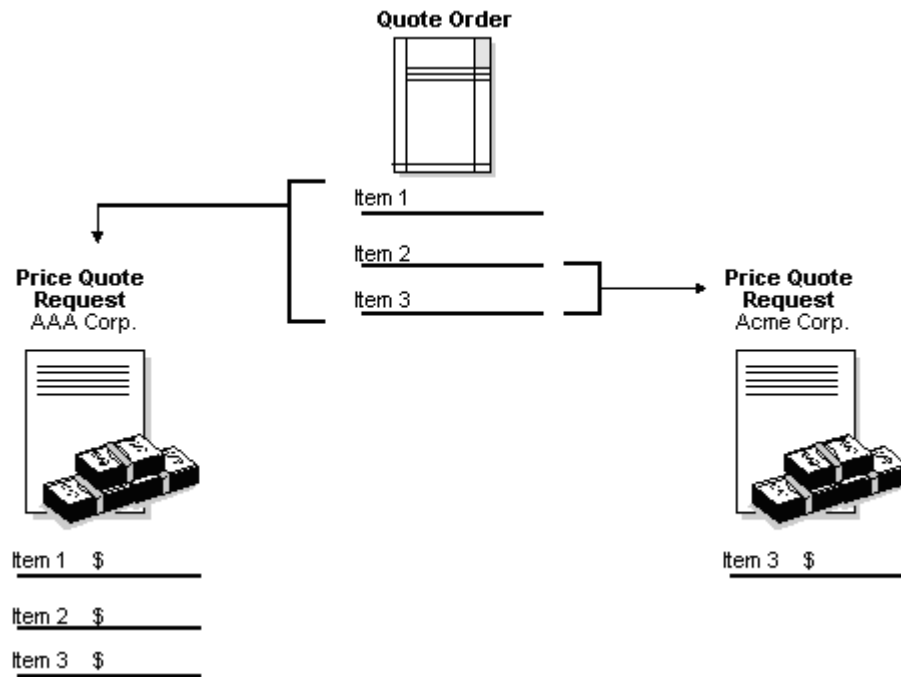 Quote Order
Item 1
Item 2
Item 3
Price Quote
Request
AAA Corp.
Item 1 $
Item 2 $
Item 3 $
Price Quote
Request
Acme Corp.
Item 3 $